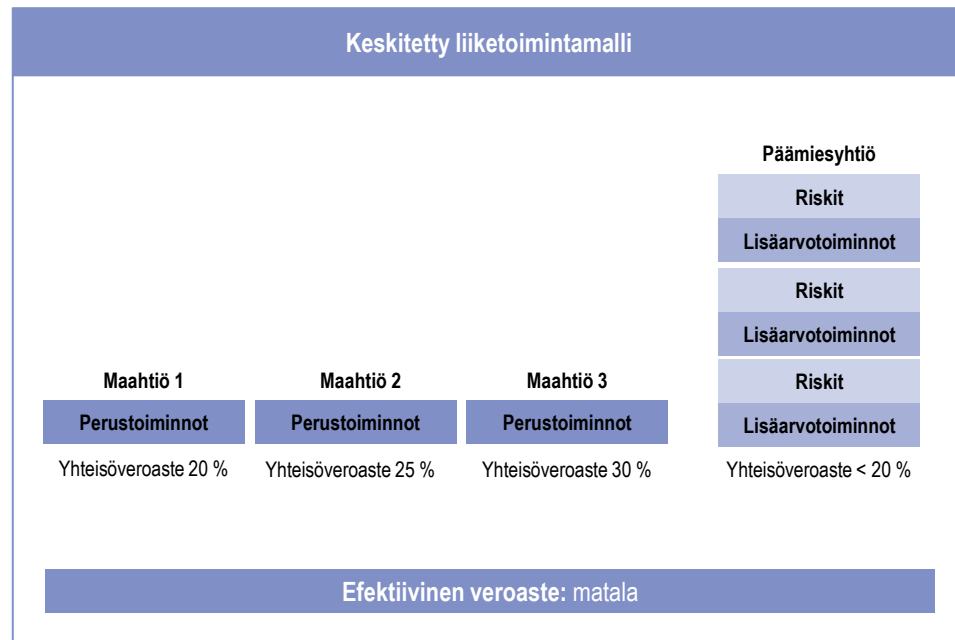 Keskitetty liiketoimintamalli
Päämiesyhtiö
Riskit
Lisäarvotoiminnot
Riskit
Lisäarvotoiminnot
Maahtiö 1
Maahtiö 2
Maahtiö 3
Riskit
Perustoiminnot
Perustoiminnot
Perustoiminnot
Lisäarvotoiminnot
Yhteisöveroaste 20 %
Yhteisöveroaste 25 %
Yhteisöveroaste 30 %
Yhteisöveroaste < 20 %
Efektiivinen veroaste: matala